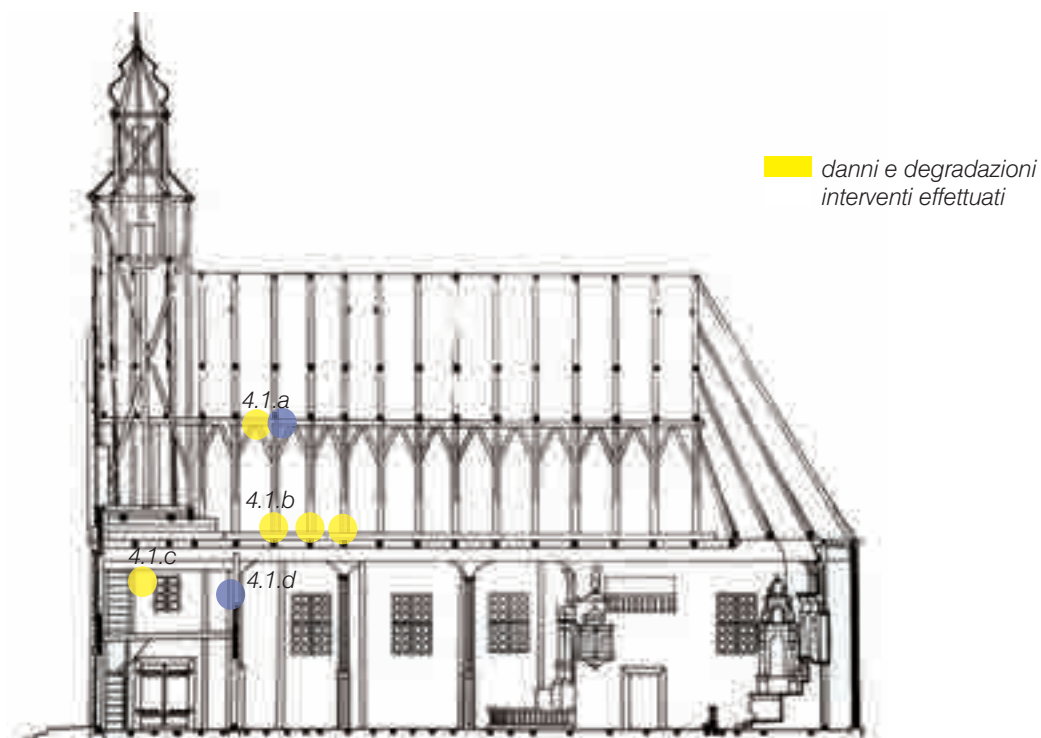 danni e degradazioni
interventi effettuati
4.1.a
4.1.b
4.1.c
4.1.d